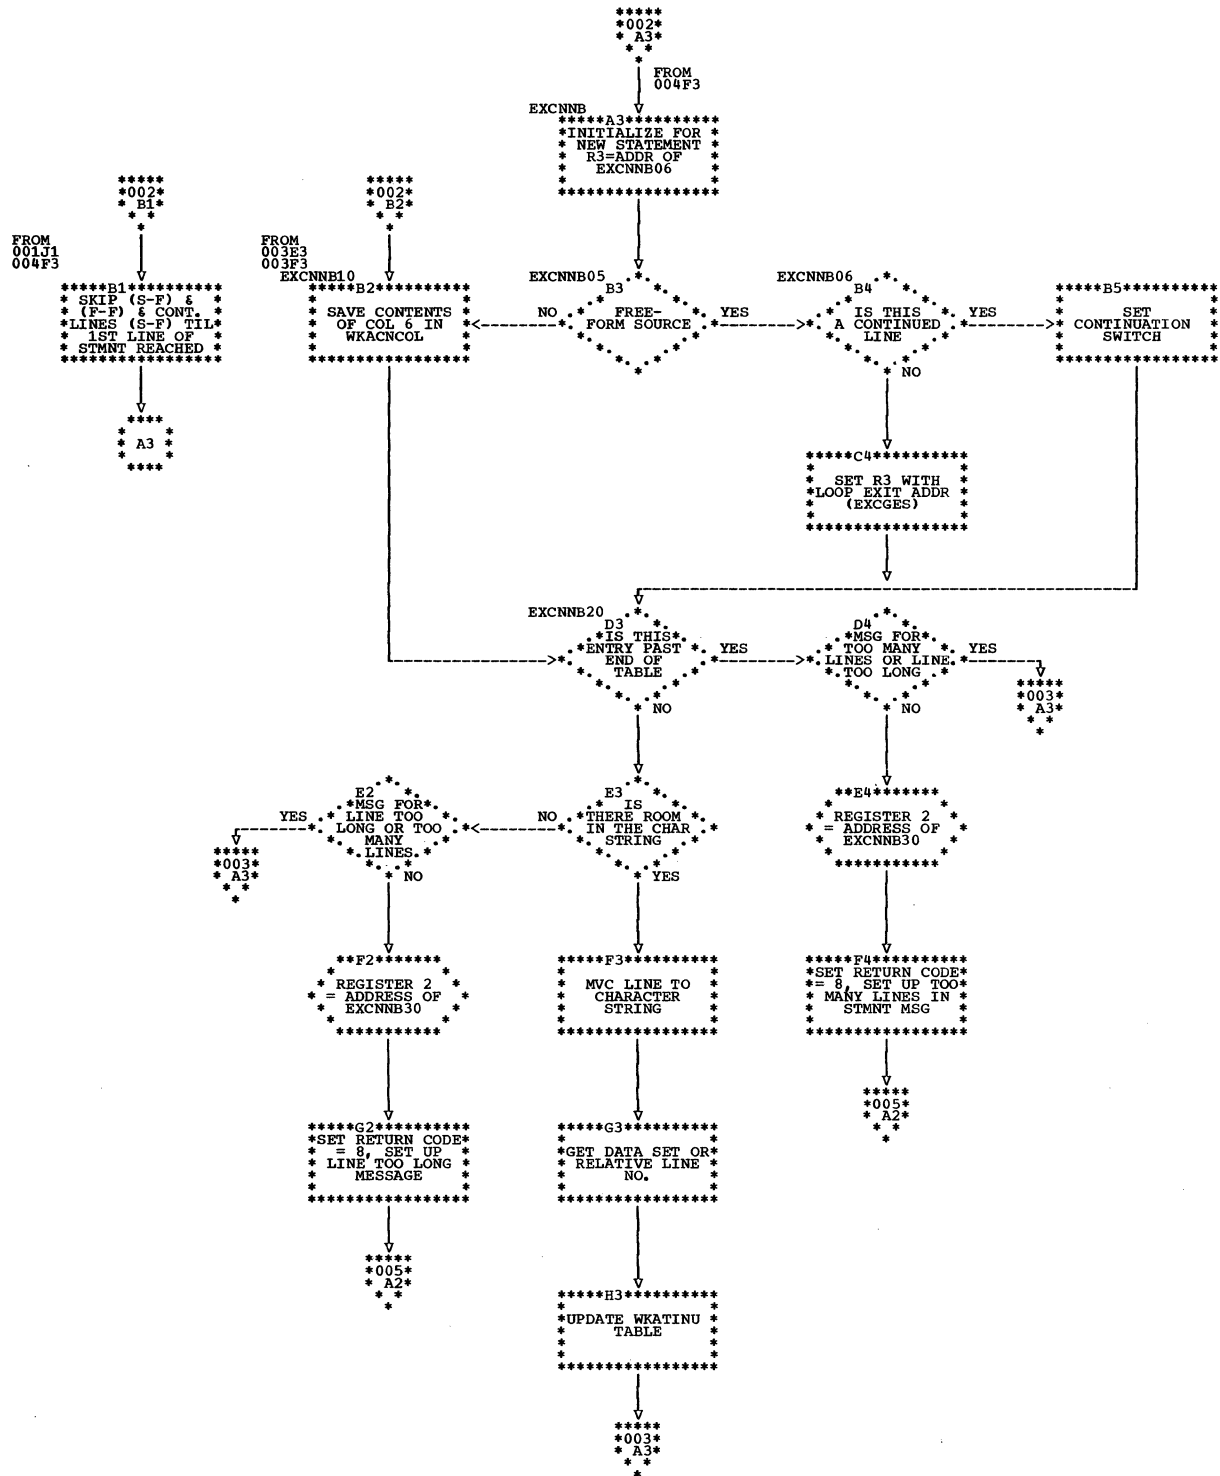 002
A3
FROM
004F3
EXCNNB
A3
INITIALIZE FOR
NEW STATEMENT
R3=ADDR OF
EXCNNB06
002
B1
002
B2
FROM
001J1
004F3
FROM
003E3
003F3
EXCNNB10
EXCNNB05
EXCNNB06
B1
SKIP (S-F) &
(F-F) & CONT.
LINES (S-F) TIL
1ST LINE OF
STMNT REACHED
B2
SAVE CONTENTS
OF COL 6 IN
WKACNCOL
NO
B3
FREE-
FORM SOURCE
YES
B4
IS THIS
A CONTINUED
LINE
YES
NO
B5
SET
CONTINUATION
SWITCH
A3
C4
SET R3 WITH
LOOP EXIT ADDR
(EXCGES)
EXCNNB20
D3
IS THIS
ENTRY PAST
END OF
TABLE
YES
NO
D4
MSG FOR
TOO MANY
LINES OR LINE
TOO LONG
YES
NO
003
A3
E2
MSG FOR
LINE TOO
LONG OR TOO
MANY
LINES.
YES
NO
003
A3
E3
IS
THERE ROOM
IN THE CHAR
STRING
NO
YES
E4
REGISTER 2
= ADDRESS OF
EXCNNB30
F2
REGISTER 2
= ADDRESS OF
EXCNNB30
F3
MVC LINE TO
CHARACTER
STRING
F4
SET RETURN CODE
= 8, SET UP TOO
MANY LINES IN
STMNT MSG
005
A2
G2
SET RETURN CODE
= 8, SET UP
LINE TOO LONG
MESSAGE
G3
GET DATA SET OR
RELATIVE LINE
NO.
005
A2
H3
UPDATE WKATINU
TABLE
003
A3